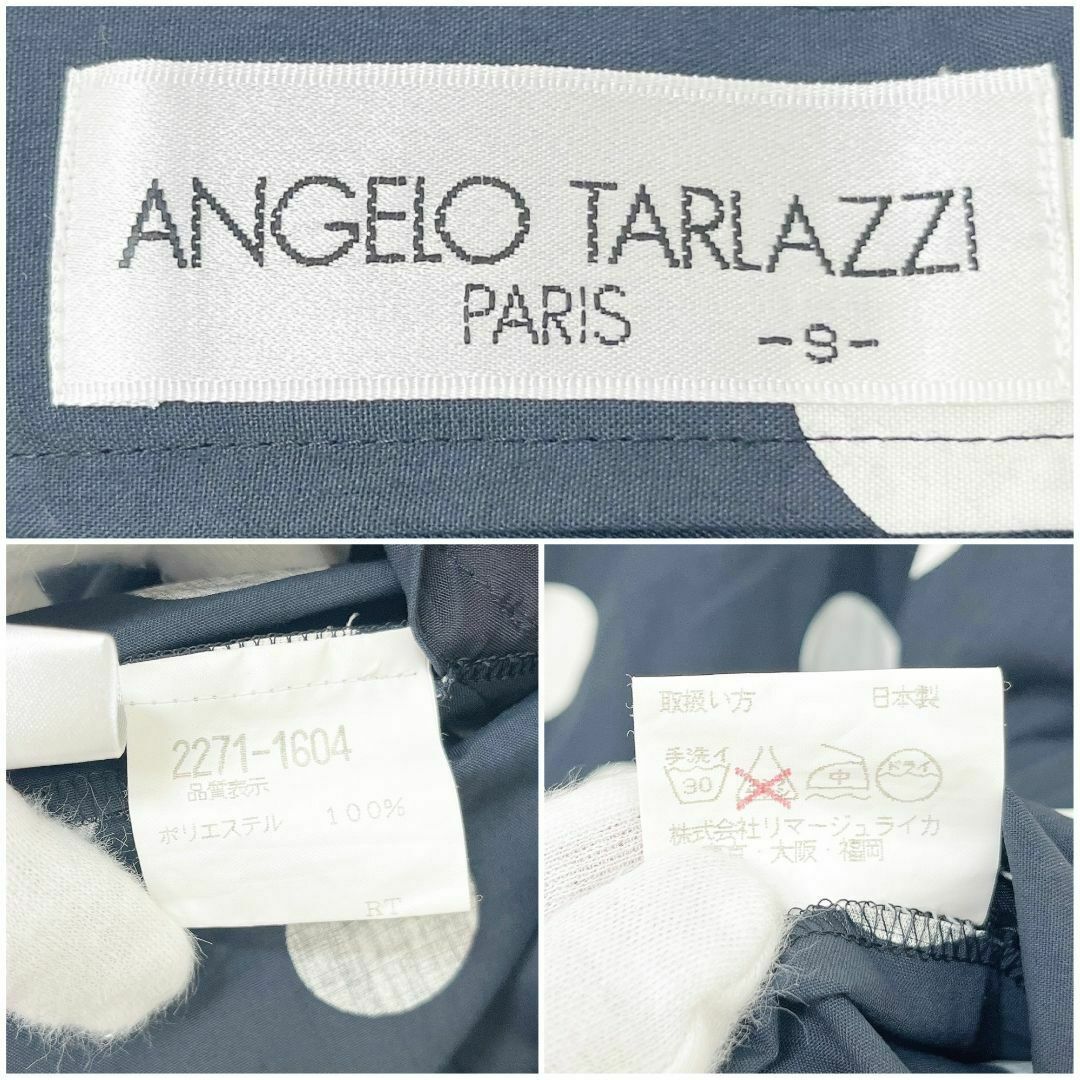 ANGELO TARLAZZI
PARIS
-9-
2271-1604
品質表示
ポリエステル 100%
RT
取扱い方 日本製
手洗イ
30 中 ドライ
株式会社リマージュライカ
東京・大阪・福岡